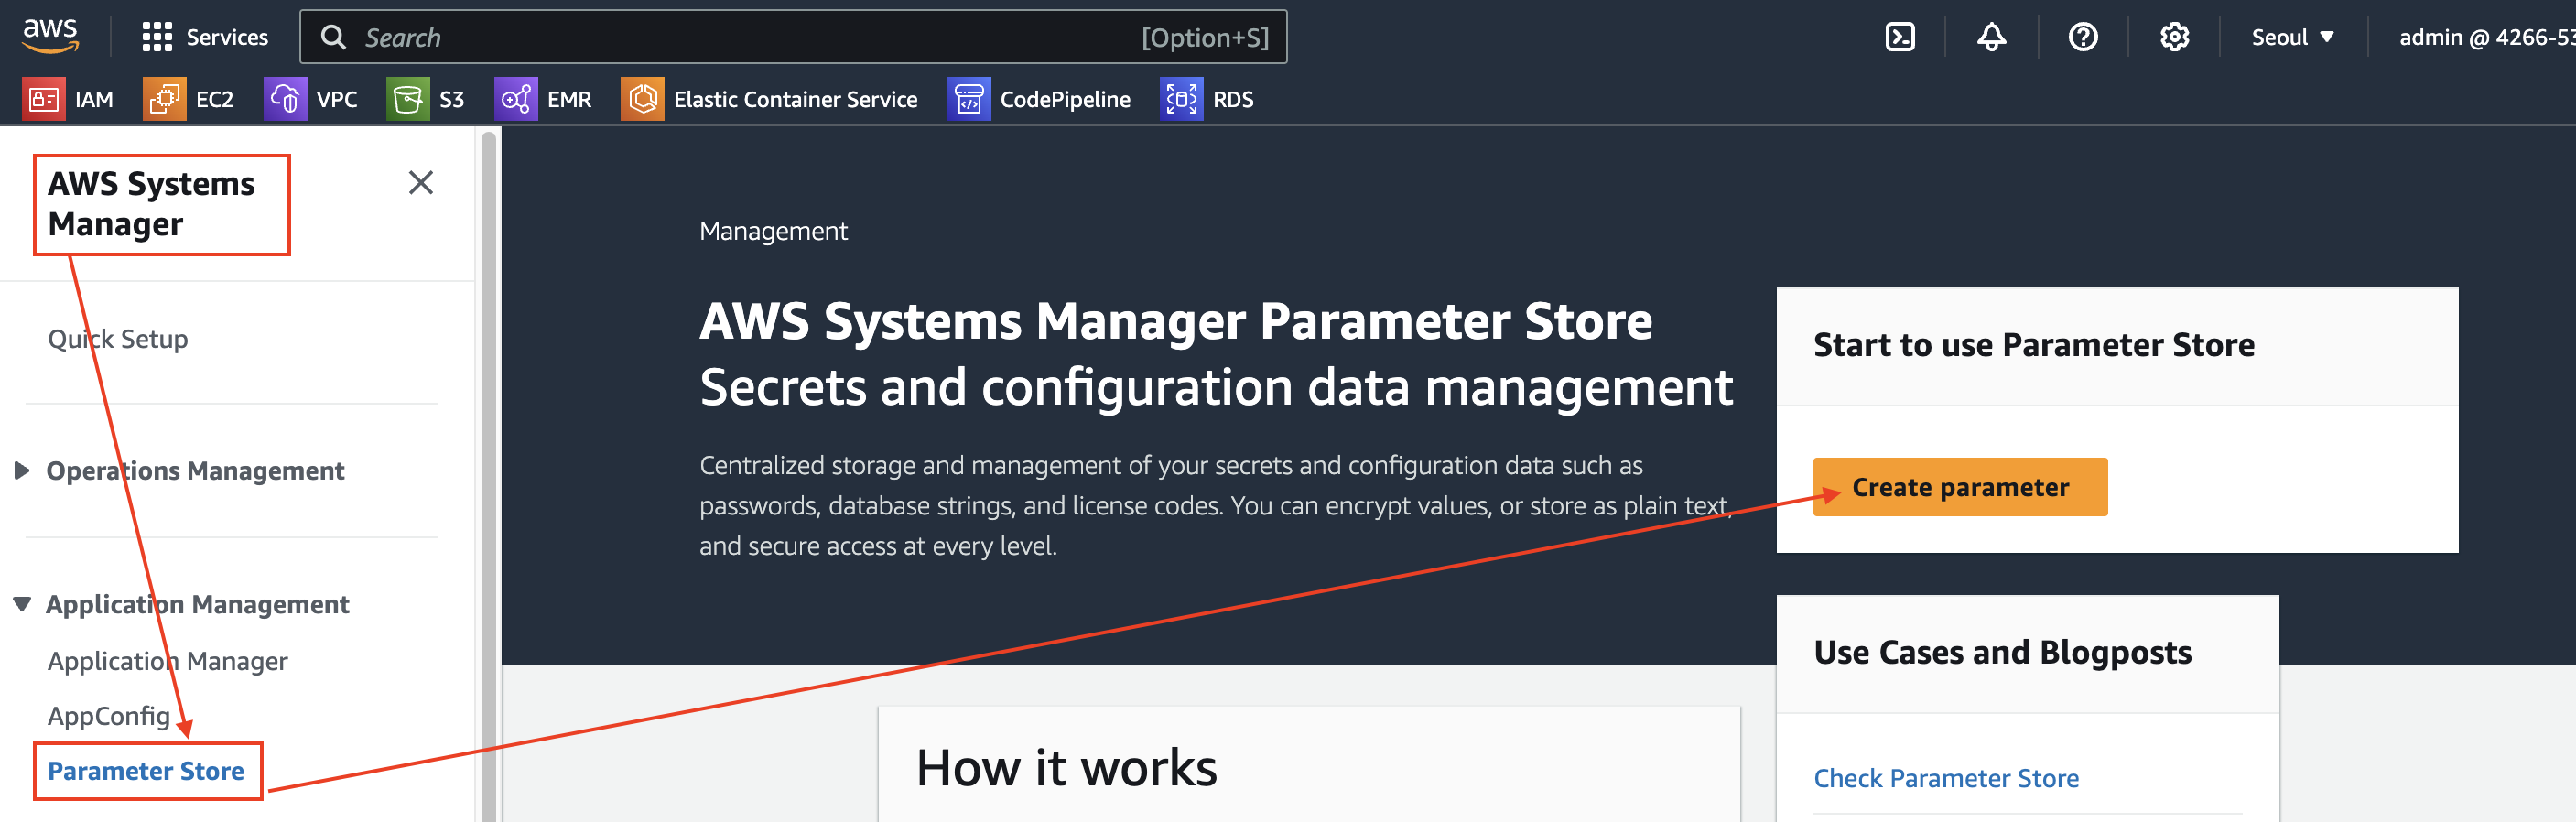 aws
Services
Search
[Option+S]
Seoul
admin @ 4266-53
IAM
EC2
VPC
S3
EMR
Elastic Container Service
CodePipeline
RDS
AWS Systems
Manager
Quick Setup
Operations Management
Application Management
Application Manager
AppConfig
Parameter Store
Management
AWS Systems Manager Parameter Store
Secrets and configuration data management
Centralized storage and management of your secrets and configuration data such as
passwords, database strings, and license codes. You can encrypt values, or store as plain text,
and secure access at every level.
How it works
Start to use Parameter Store
Create parameter
Use Cases and Blogposts
Check Parameter Store